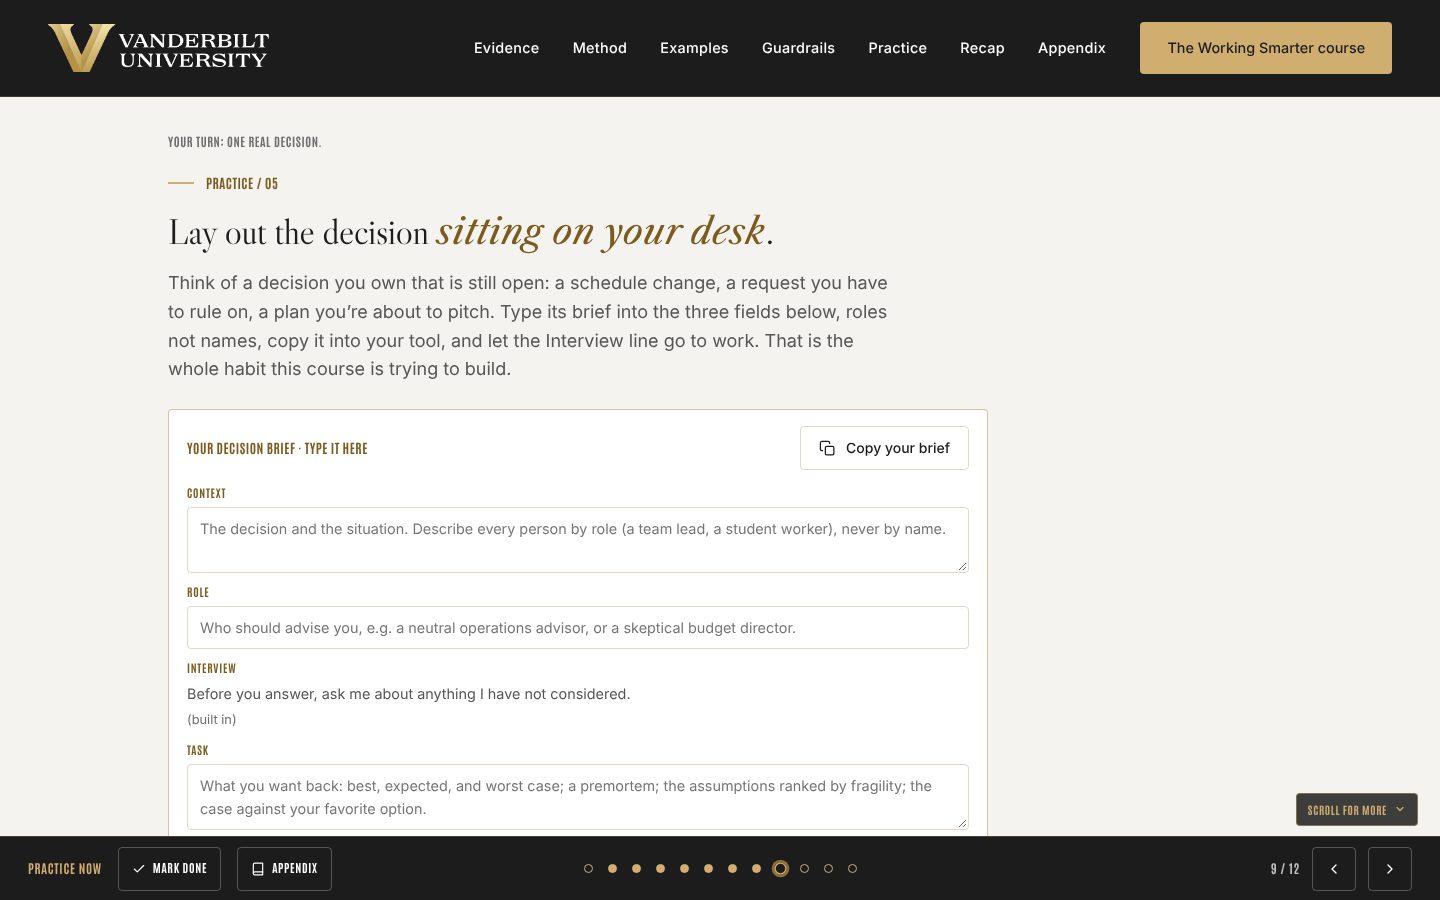 VANDERBILT
UNIVERSITY
Evidence
Method
Examples
Guardrails
Practice
Recap
Appendix
The Working Smarter course
YOUR TURN: ONE REAL DECISION.
PRACTICE / 05
Lay out the decision sitting on your desk.
Think of a decision you own that is still open: a schedule change, a request you have
to rule on, a plan you’re about to pitch. Type its brief into the three fields below, roles
not names, copy it into your tool, and let the Interview line go to work. That is the
whole habit this course is trying to build.
YOUR DECISION BRIEF · TYPE IT HERE
Copy your brief
CONTEXT
The decision and the situation. Describe every person by role (a team lead, a student worker), never by name.
ROLE
Who should advise you, e.g. a neutral operations advisor, or a skeptical budget director.
INTERVIEW
Before you answer, ask me about anything I have not considered.
(built in)
TASK
What you want back: best, expected, and worst case; a premortem; the assumptions ranked by fragility; the
case against your favorite option.
SCROLL FOR MORE
PRACTICE NOW
MARK DONE
APPENDIX
9 / 12